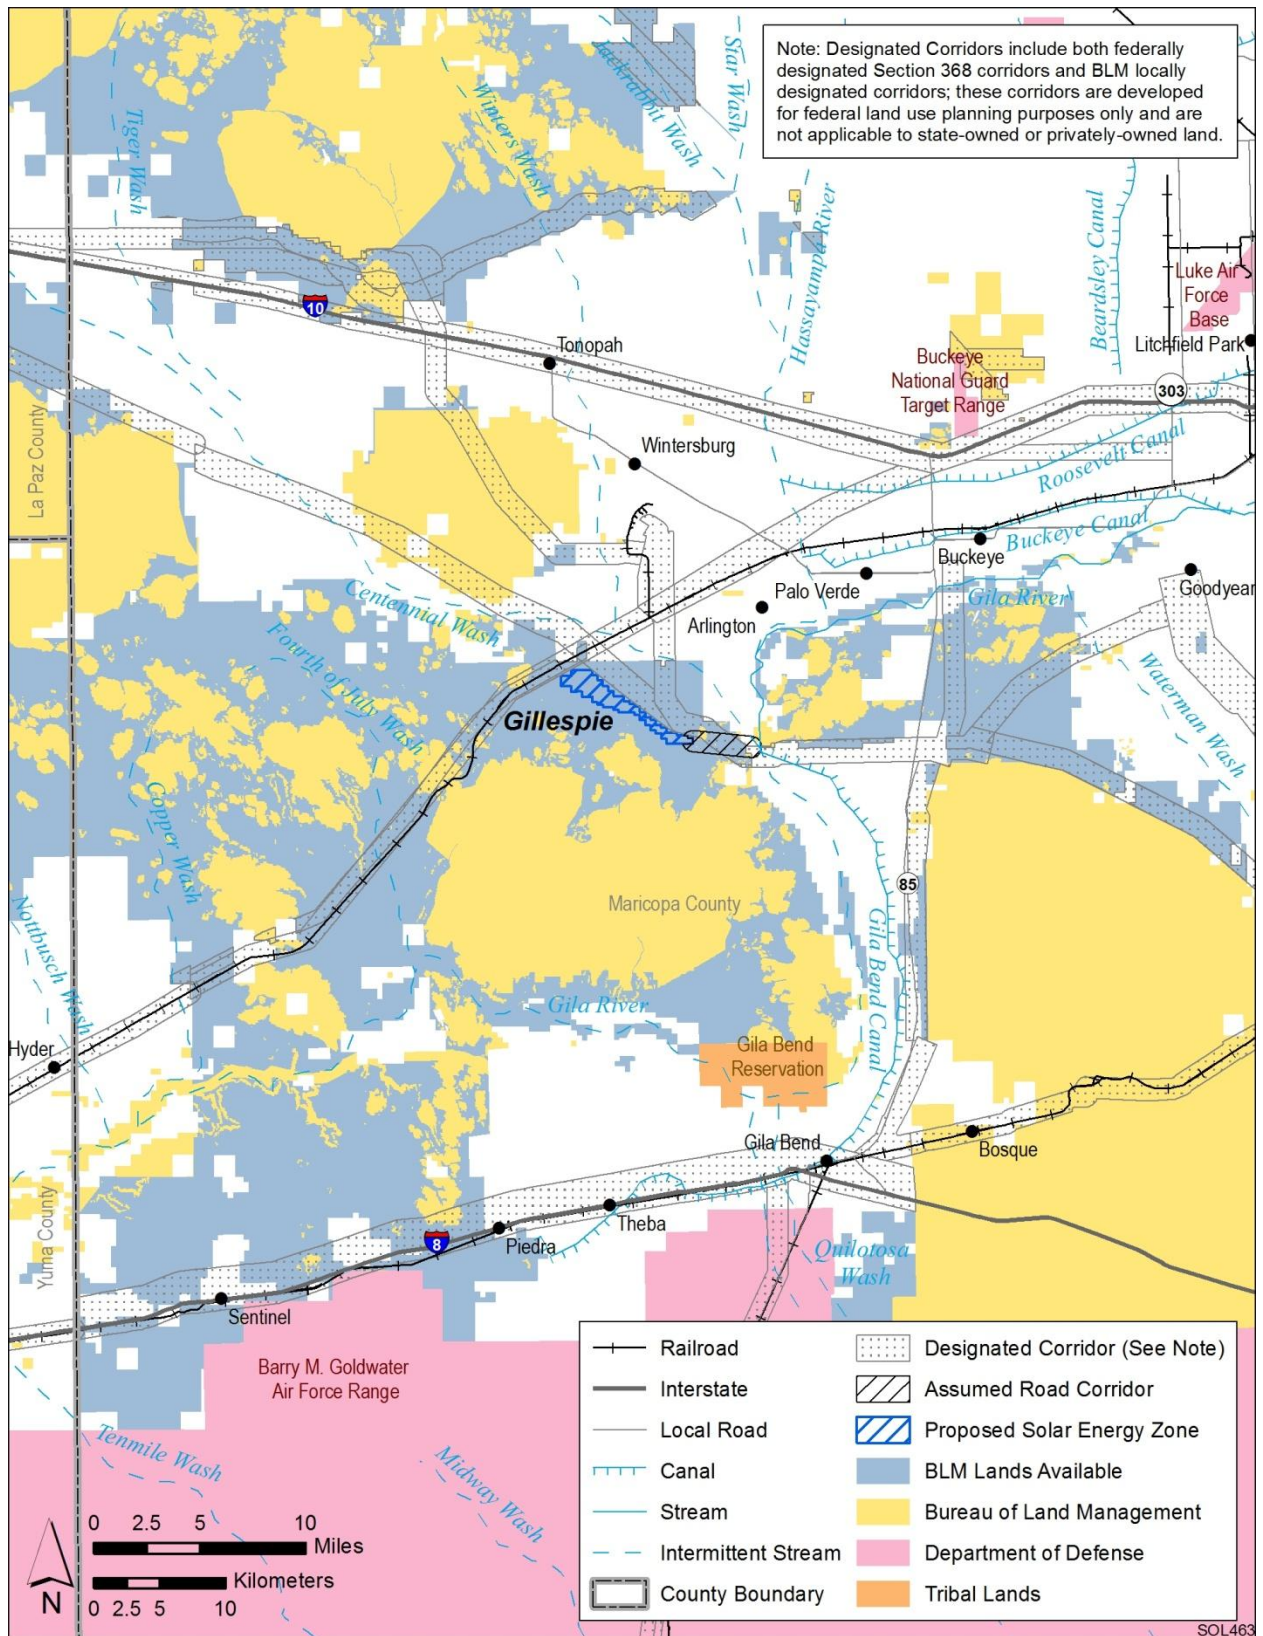 Note: Designated Corridors include both federally
designated Section 368 corridors and BLM locally
designated corridors; these corridors are developed
for federal land use planning purposes only and are
not applicable to state-owned or privately-owned land.
Jackrabbit Wash
Star Wash
Winters Wash
Tiger Wash
Hassayampa River
Beardsley Canal
Luke Air
Force
Base
10
Tonopah
Litchfield Park
Buckeye
National Guard
Target Range
303
La Paz County
Wintersburg
Roosevelt Canal
Buckeye Canal
Buckeye
Palo Verde
Goodyear
Gila River
Arlington
Centennial Wash
Fourth of July Wash
Waterman Wash
Gillespie
Copper Wash
85
Maricopa County
Nottbusch Wash
Gila Bend Canal
Gila River
Hyder
Gila Bend
Reservation
Gila Bend
Bosque
Yuma County
Theba
8
Piedra
Quilotosa
Wash
Sentinel
Barry M. Goldwater
Air Force Range
Tenmile Wash
Midway Wash
0 2.5 5 10
Miles
Kilometers
0 2.5 5 10
N
Railroad
Interstate
Local Road
Canal
Stream
Intermittent Stream
County Boundary
Designated Corridor (See Note)
Assumed Road Corridor
Proposed Solar Energy Zone
BLM Lands Available
Bureau of Land Management
Department of Defense
Tribal Lands
SOL463